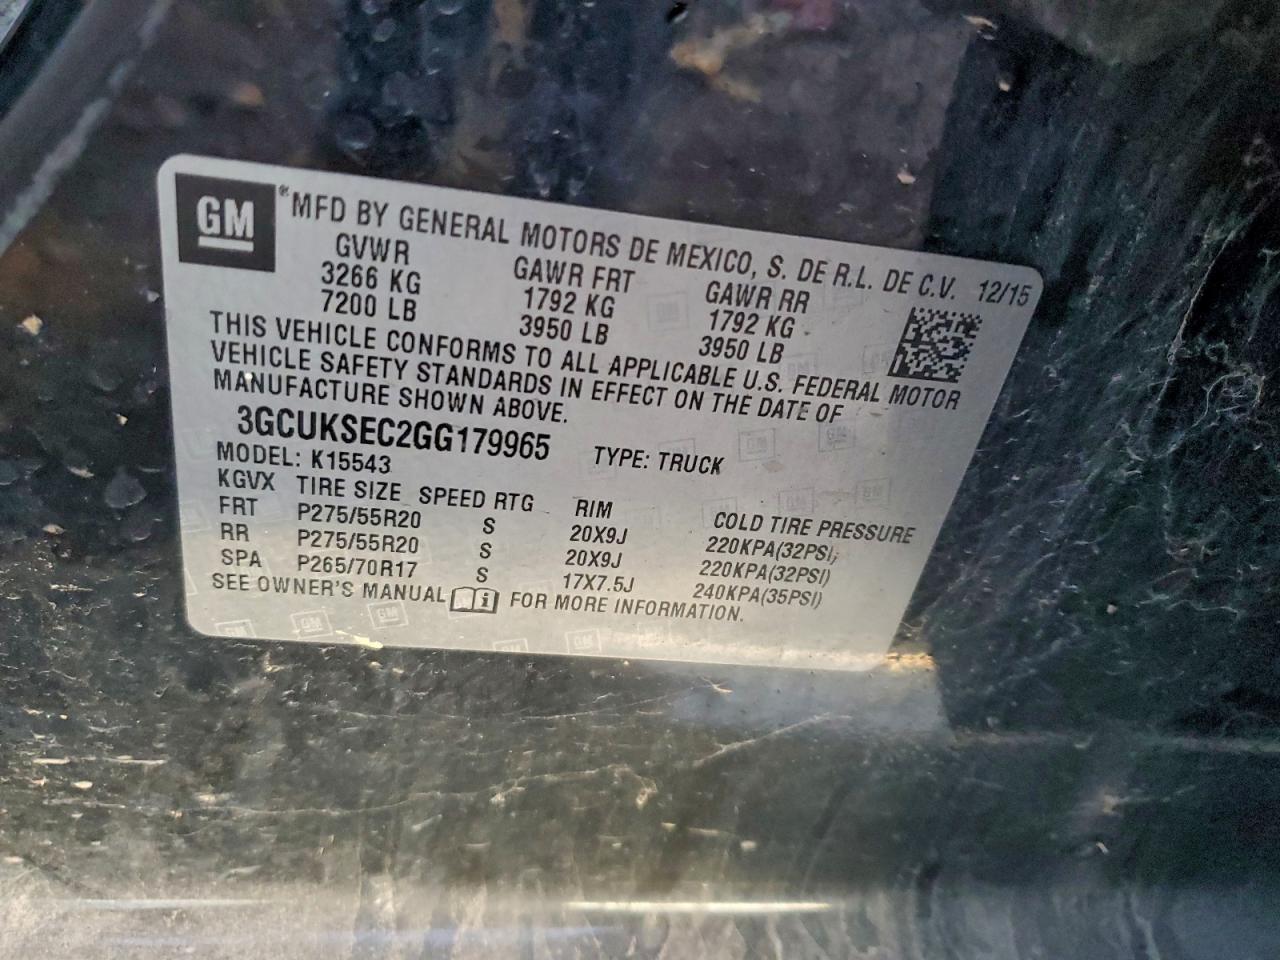 GM ® MFD BY GENERAL MOTORS DE MEXICO, S. DE R.L. DE C.V. 12/15
GVWR GAWR FRT GAWR RR
3266 KG 1792 KG 1792 KG
7200 LB 3950 LB 3950 LB
THIS VEHICLE CONFORMS TO ALL APPLICABLE U.S. FEDERAL MOTOR
VEHICLE SAFETY STANDARDS IN EFFECT ON THE DATE OF
MANUFACTURE SHOWN ABOVE.
3GCUKSEC2GG179965 TYPE: TRUCK
MODEL: K15543
KGVX TIRE SIZE SPEED RTG RIM COLD TIRE PRESSURE
FRT P275/55R20 S 20X9J 220KPA(32PSI)
RR P275/55R20 S 20X9J 220KPA(32PSI)
SPA P265/70R17 S 17X7.5J 240KPA(35PSI)
SEE OWNER'S MANUAL FOR MORE INFORMATION.